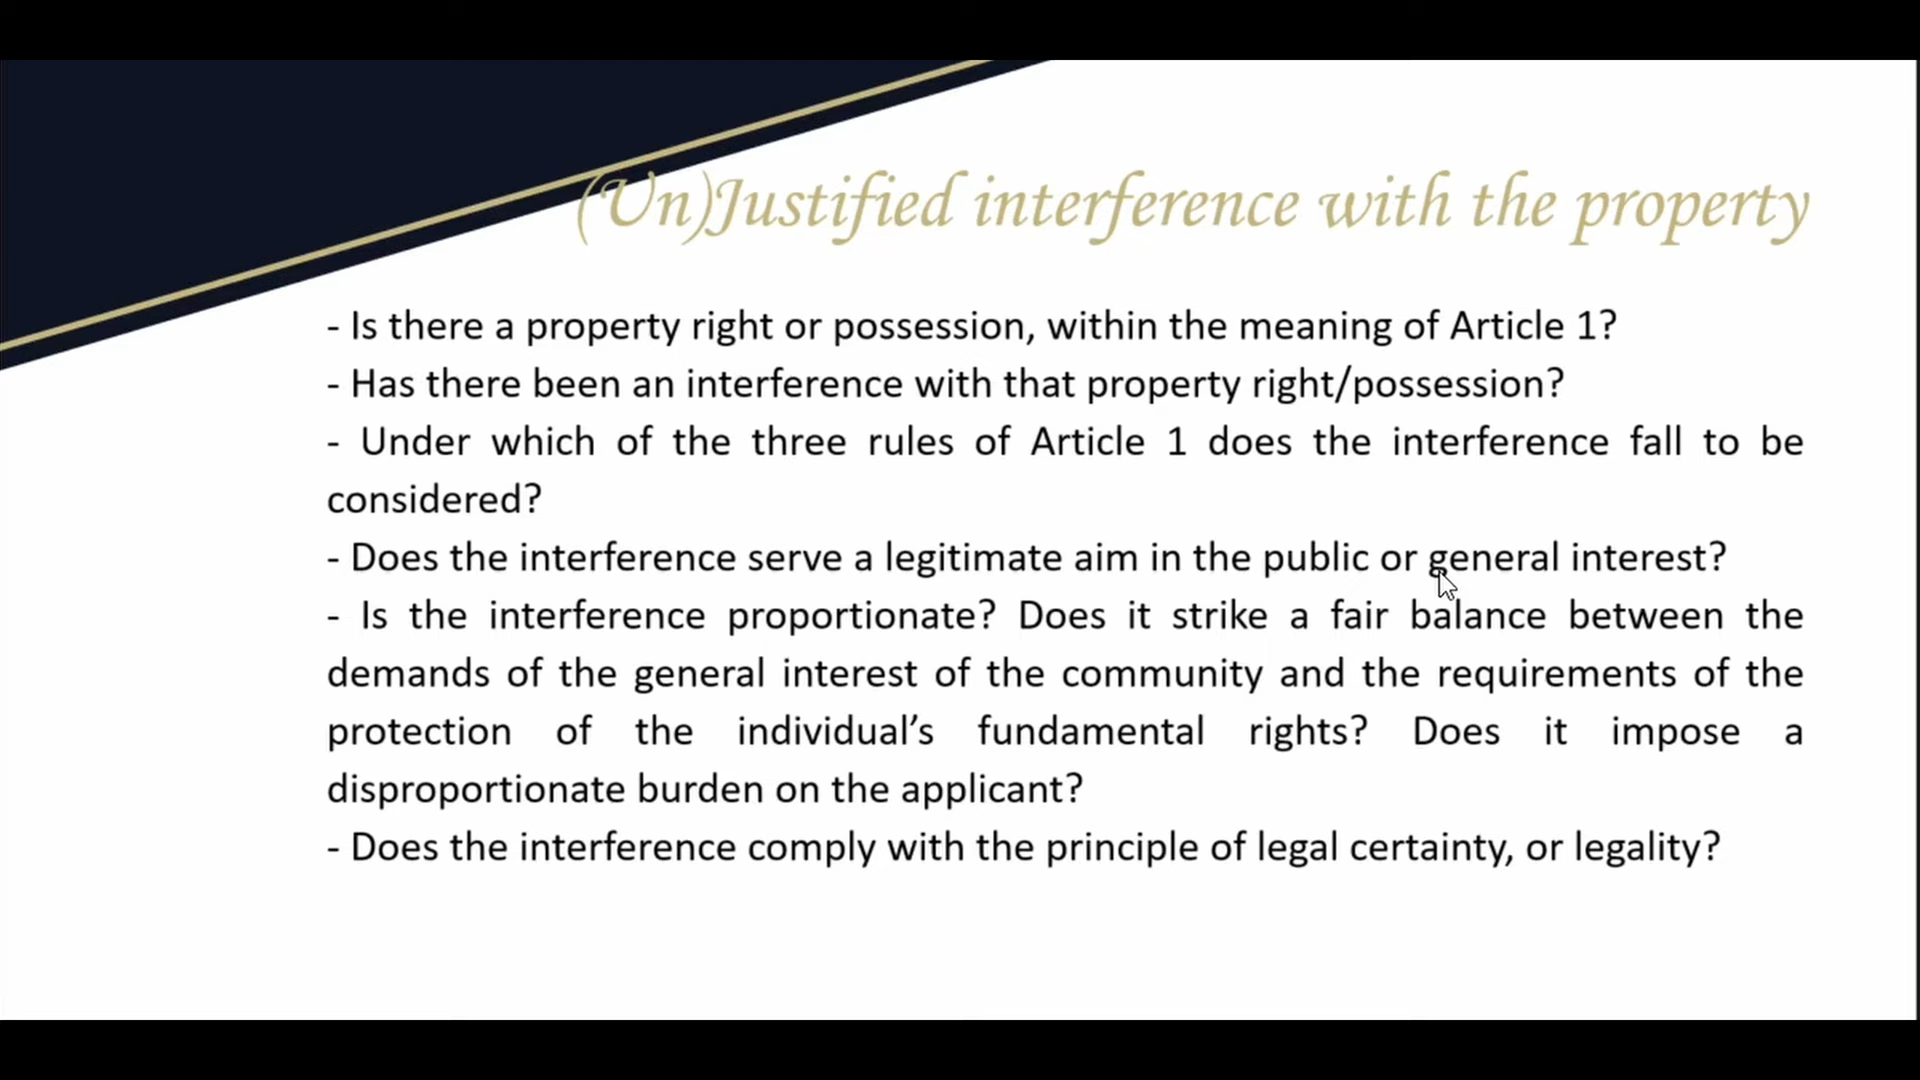 (Un)Justified interference with the property
- Is there a property right or possession, within the meaning of Article 1?
- Has there been an interference with that property right/possession?
- Under which of the three rules of Article 1 does the interference fall to be
considered?
- Does the interference serve a legitimate aim in the public or general interest?
- Is the interference proportionate? Does it strike a fair balance between the
demands of the general interest of the community and the requirements of the
protection of the individual’s fundamental rights? Does it impose a
disproportionate burden on the applicant?
- Does the interference comply with the principle of legal certainty, or legality?